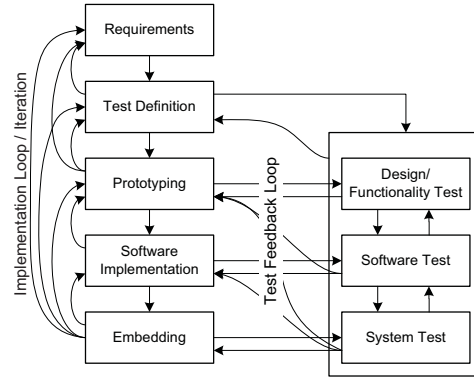 Requirements
Test Definition
Prototyping
Software
Implementation
Embedding
Implementation Loop / Iteration
Test Feedback Loop
Design/
Functionality Test
Software Test
System Test